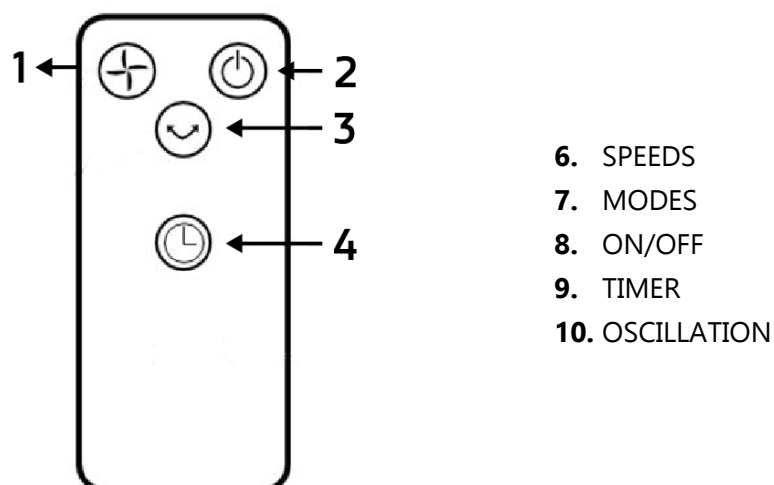 1
2
3
4
6. SPEEDS
7. MODES
8. ON/OFF
9. TIMER
10. OSCILLATION